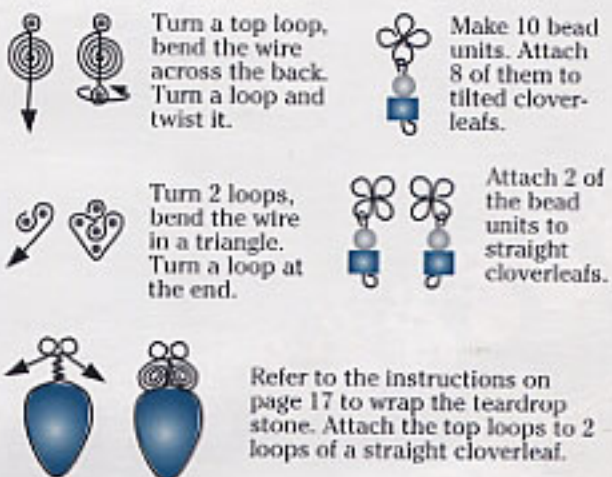 Turn a top loop,
bend the wire
across the back.
Turn a loop and
twist it.
Make 10 bead
units. Attach
8 of them to
tilted clover-
leafs.
Turn 2 loops,
bend the wire
in a triangle.
Turn a loop at
the end.
Attach 2 of
the bead
units to
straight
cloverleafs.
Refer to the instructions on
page 17 to wrap the teardrop
stone. Attach the top loops to 2
loops of a straight cloverleaf.